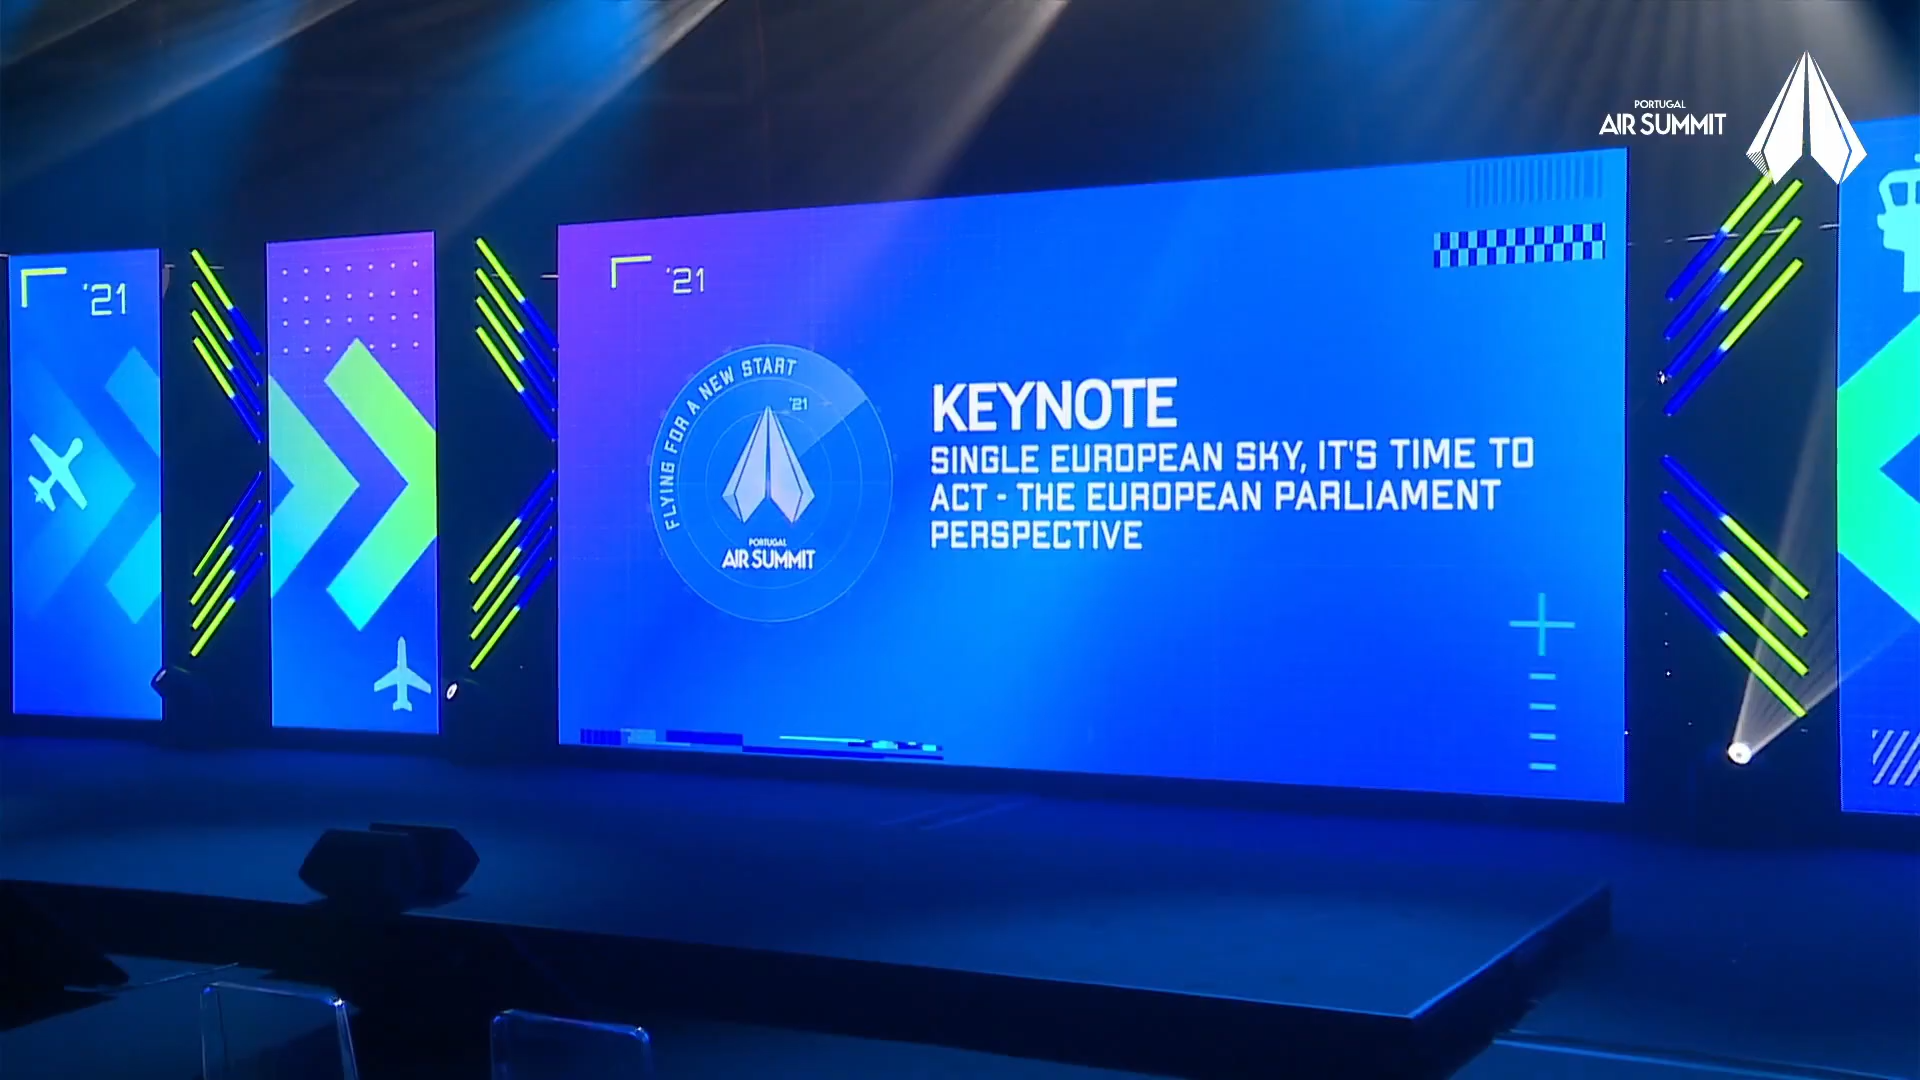 PORTUGAL
AIR SUMMIT
'21
'21
FLYING FOR A NEW START
'21
PORTUGAL
AIR SUMMIT
KEYNOTE
SINGLE EUROPEAN SKY, IT'S TIME TO
ACT - THE EUROPEAN PARLIAMENT
PERSPECTIVE